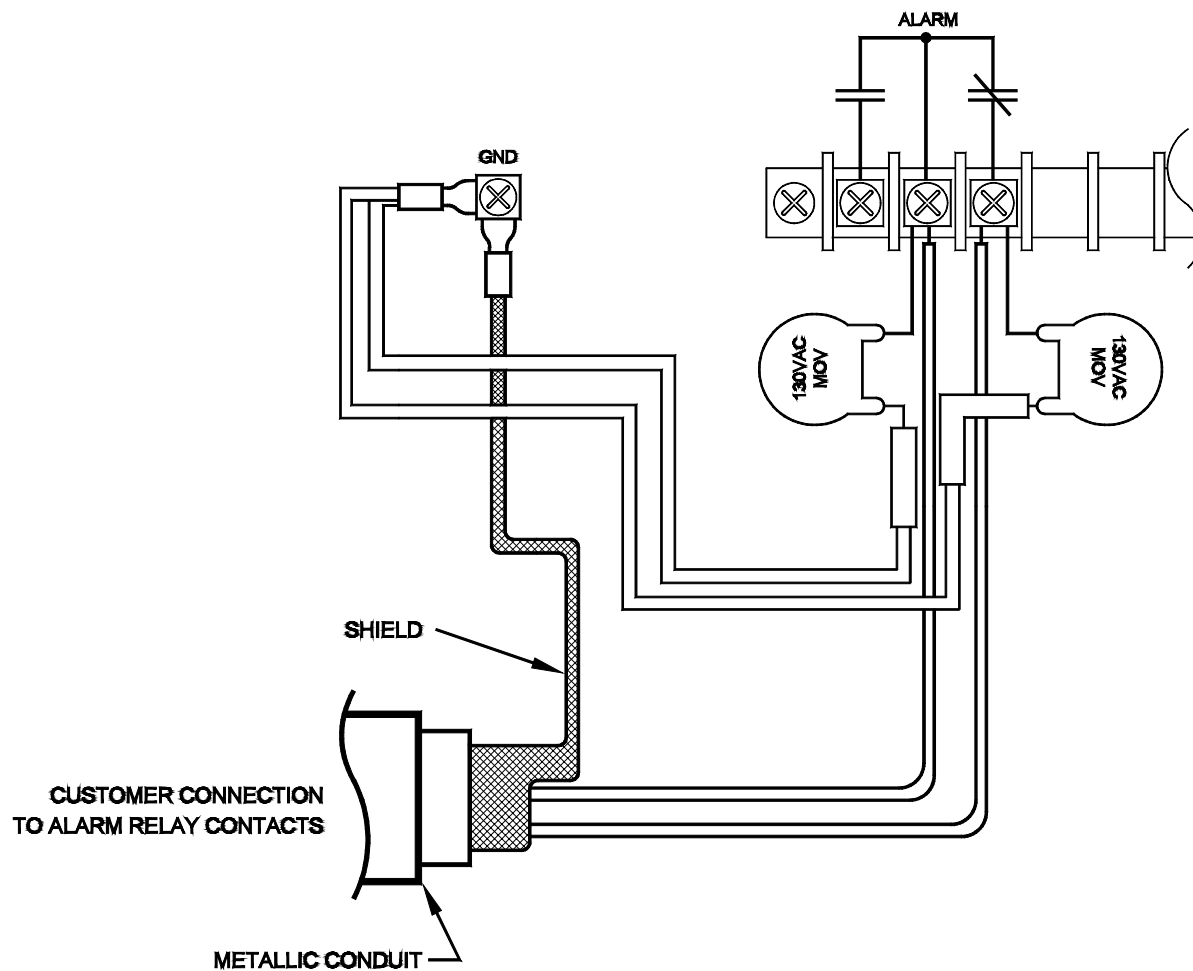 ALARM
GND
130VAC
MOV
130VAC
MOV
SHIELD
CUSTOMER CONNECTION
TO ALARM RELAY CONTACTS
METALLIC CONDUIT